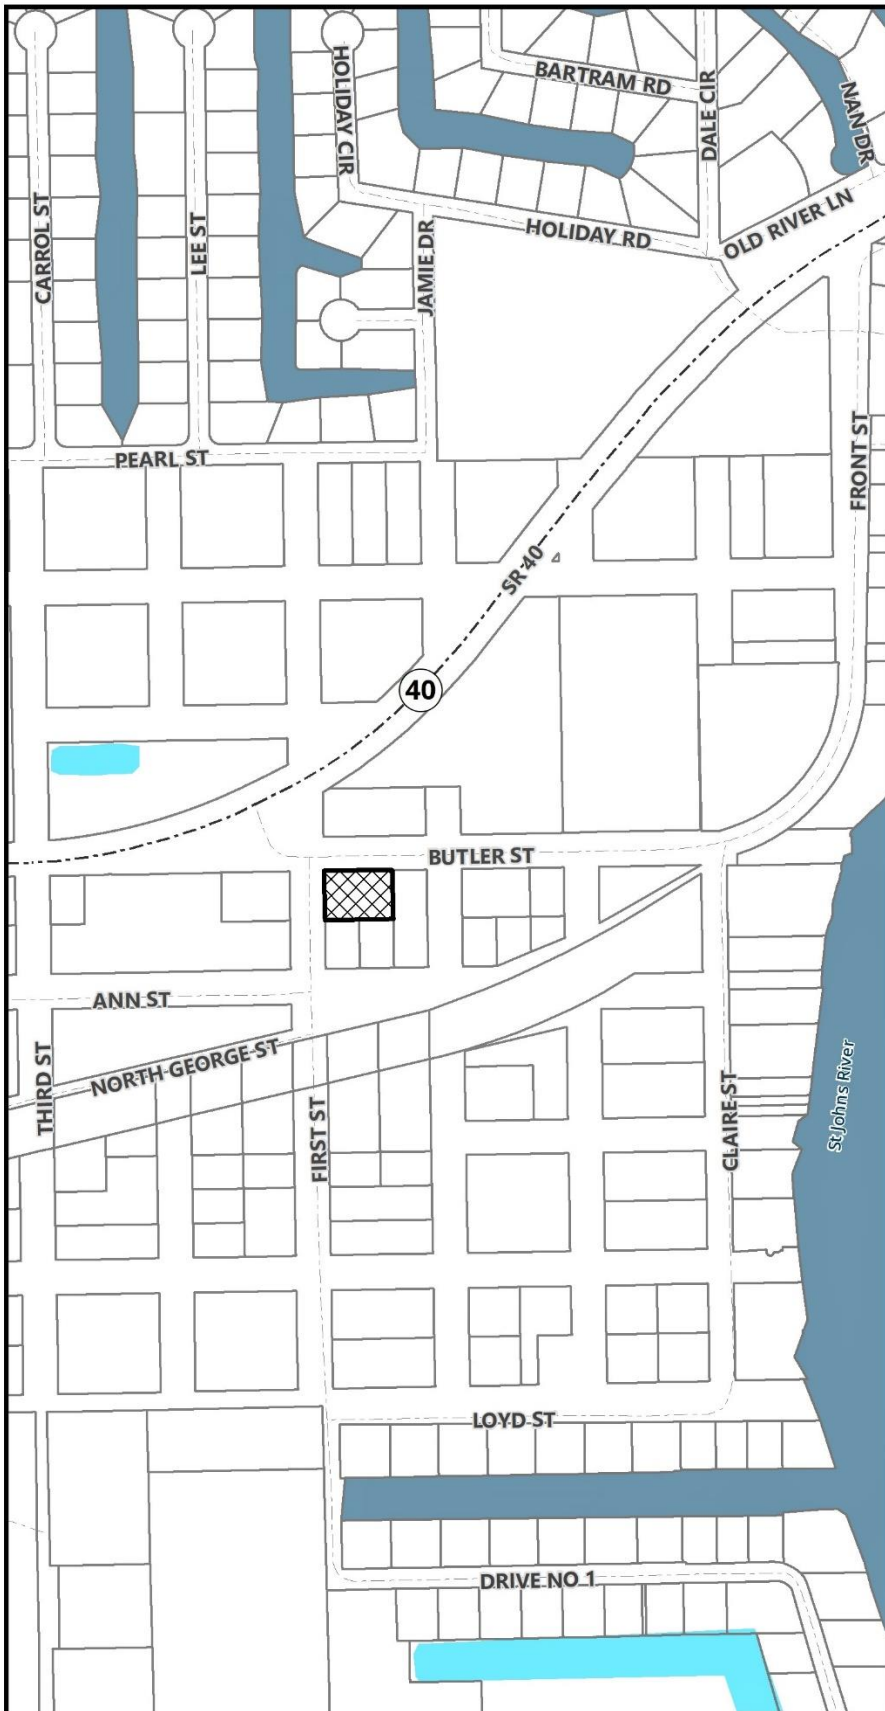 BARTRAM RD
HOLIDAY CIR
DALE CIR
NAN DR
CARROL ST
LEE ST
JAMIE DR
HOLIDAY RD
OLD RIVER LN
PEARL ST
FRONT ST
SR 40
40
BUTLER ST
ANN ST
THIRD ST
NORTH GEORGE ST
FIRST ST
CLAIRE ST
St Johns River
LOYD ST
DRIVE NO 1